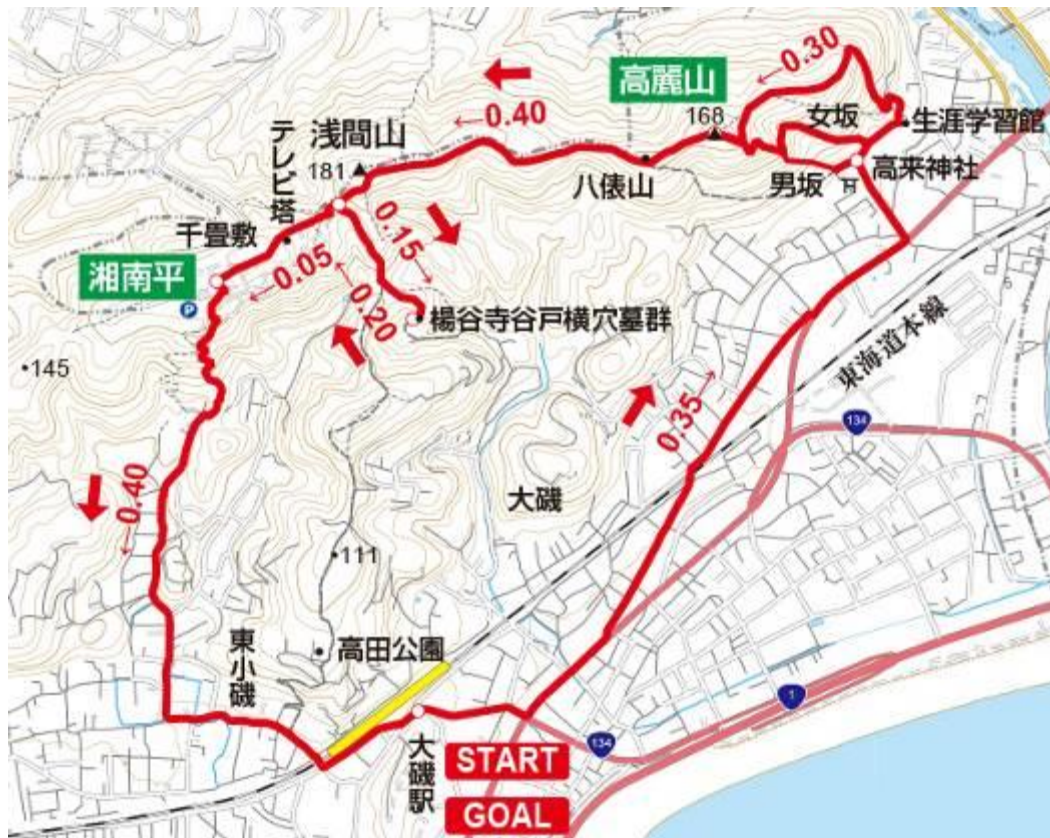 ←0.30
高麗山
168
女坂
生涯学習館
←0.40
浅間山
181
テレビ塔
八俵山
男坂
高来神社
千畳敷
0.15→
湘南平
←0.05
←0.20
P
楊谷寺谷戸横穴墓群
145
東海道本線
0.35→
134
←0.40
大磯
111
東小磯
高田公園
1
134
大磯駅
START
GOAL